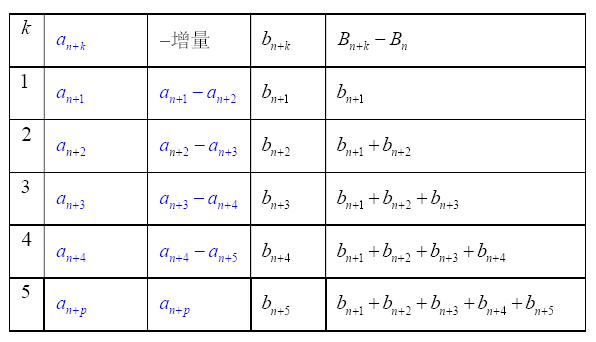 k a_{n+k} −增量 b_{n+k} B_{n+k} − B_n
1 a_{n+1} a_{n+1} − a_{n+2} b_{n+1} b_{n+1}
2 a_{n+2} a_{n+2} − a_{n+3} b_{n+2} b_{n+1} + b_{n+2}
3 a_{n+3} a_{n+3} − a_{n+4} b_{n+3} b_{n+1} + b_{n+2} + b_{n+3}
4 a_{n+4} a_{n+4} − a_{n+5} b_{n+4} b_{n+1} + b_{n+2} + b_{n+3} + b_{n+4}
5 a_{n+p} a_{n+p} b_{n+5} b_{n+1} + b_{n+2} + b_{n+3} + b_{n+4} + b_{n+5}